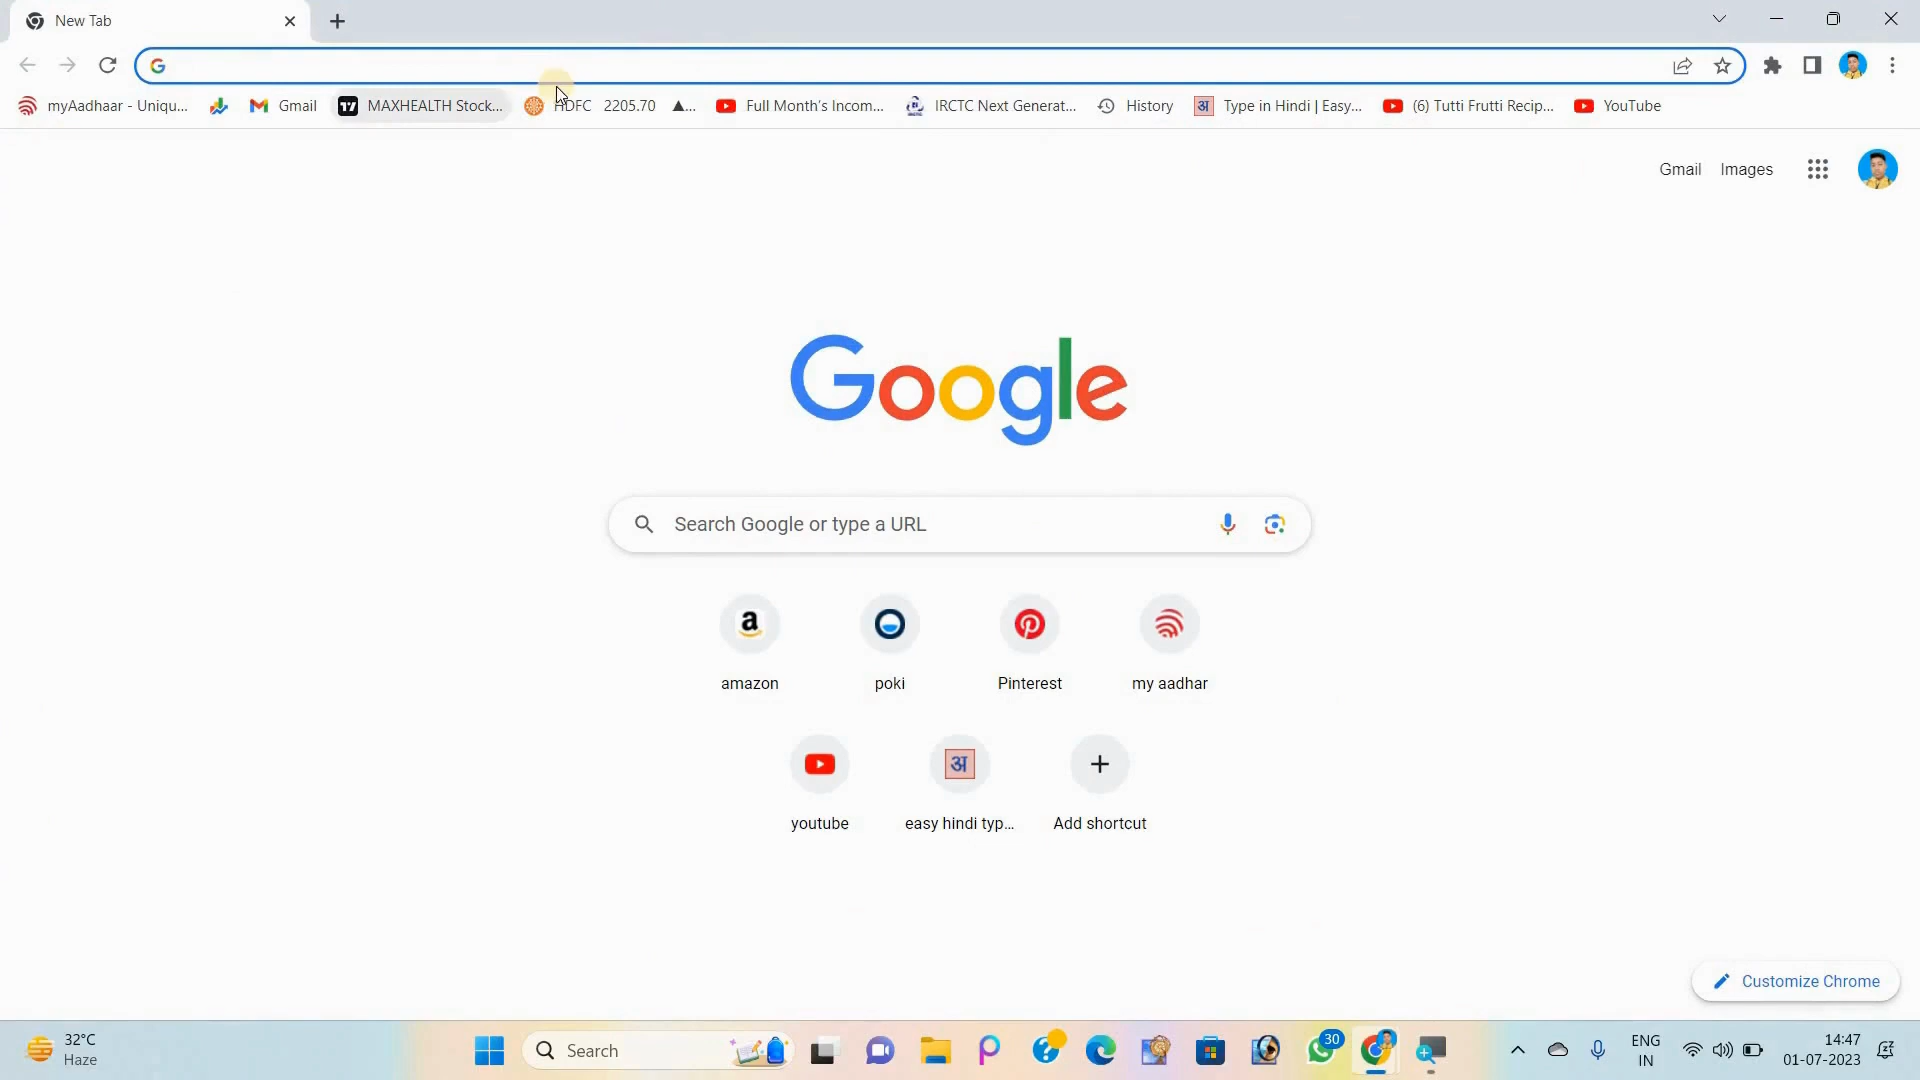 New Tab
myAadhaar - Uniqu... Gmail MAXHEALTH Stock... HDFC 2205.70 ▲... Full Month's Incom... IRCTC Next Generat... History Type in Hindi | Easy... (6) Tutti Frutti Recip... YouTube
Gmail Images
Google
Search Google or type a URL
amazon poki Pinterest my aadhar
अ
youtube easy hindi typ... Add shortcut
Customize Chrome
32°C
Haze
Search
30
ENG
IN
14:47
01-07-2023